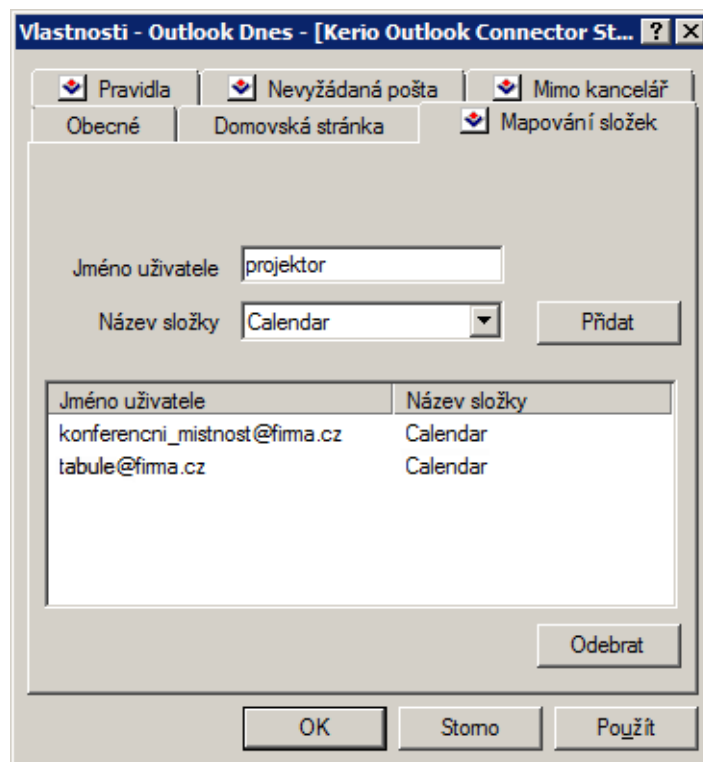 Vlastnosti - Outlook Dnes - [Kerio Outlook Connector St...
Pravidla Nevyžádaná pošta Mimo kancelář
Obecné Domovská stránka Mapování složek
Jméno uživatele projektor
Název složky Calendar Přidat
Jméno uživatele Název složky
konferencni_mistnost@firma.cz Calendar
tabule@firma.cz Calendar
Odebrat
OK Storno Použít